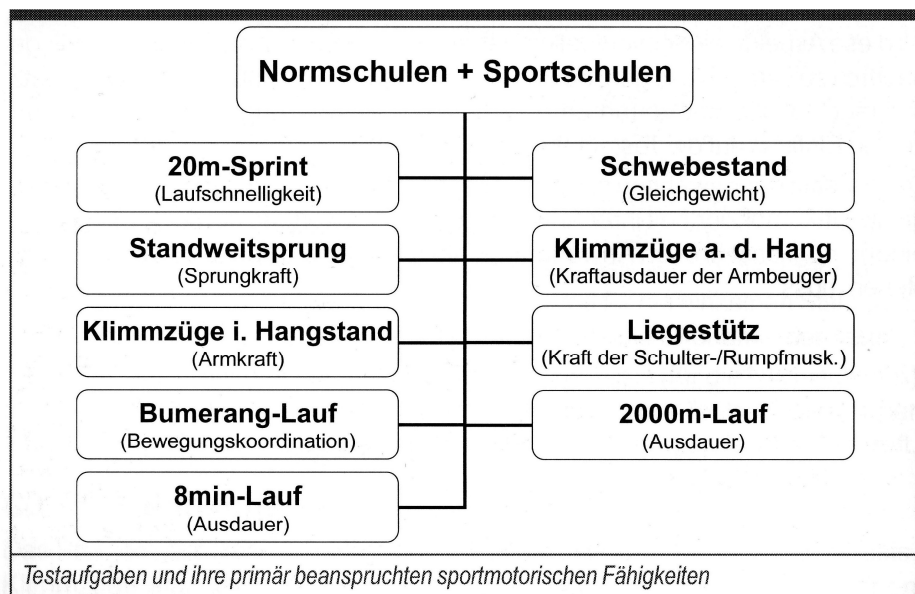 Normschulen + Sportschulen
20m-Sprint
(Laufschnelligkeit)
Schwebestand
(Gleichgewicht)
Standweitsprung
(Sprungkraft)
Klimmzüge a. d. Hang
(Kraftausdauer der Armbeuger)
Klimmzüge i. Hangstand
(Armkraft)
Liegestütz
(Kraft der Schulter-/Rumpfmusk.)
Bumerang-Lauf
(Bewegungskoordination)
2000m-Lauf
(Ausdauer)
8min-Lauf
(Ausdauer)
Testaufgaben und ihre primär beanspruchten sportmotorischen Fähigkeiten